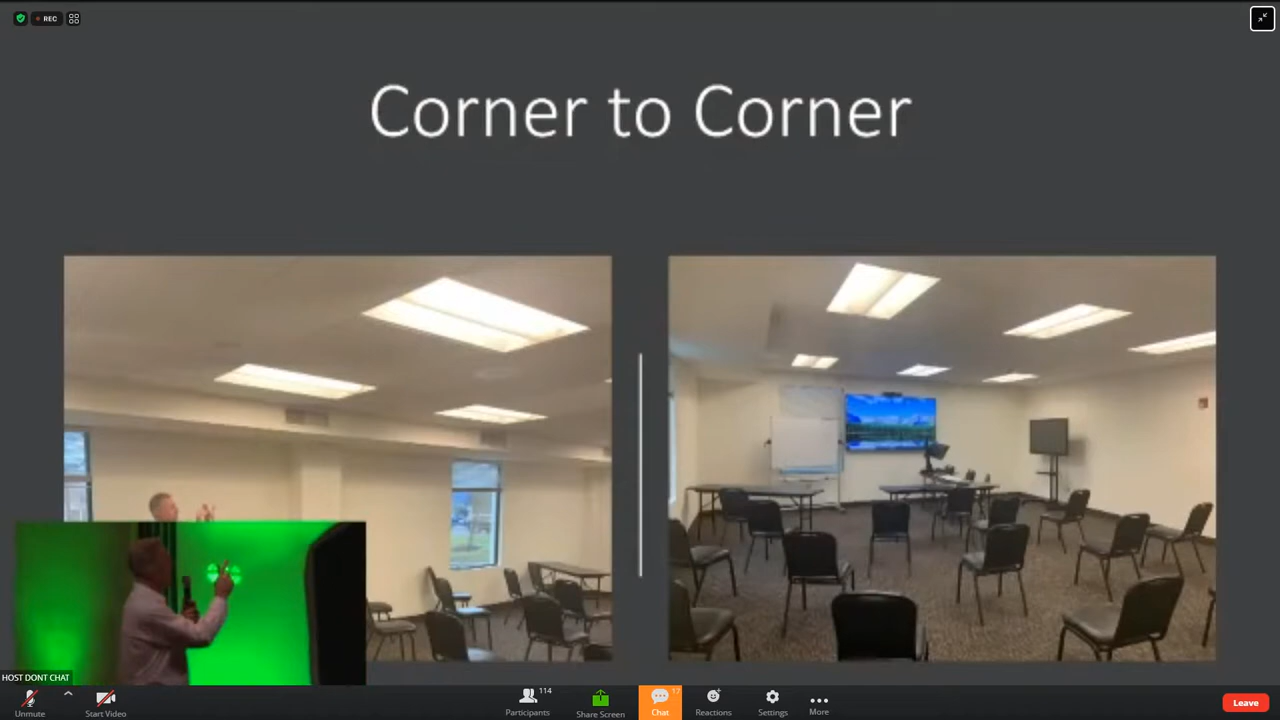 REC
Corner to Corner
HOST DONT CHAT
Unmute
Start Video
Participants
114
Share Screen
Chat
17
Reactions
Settings
More
Leave